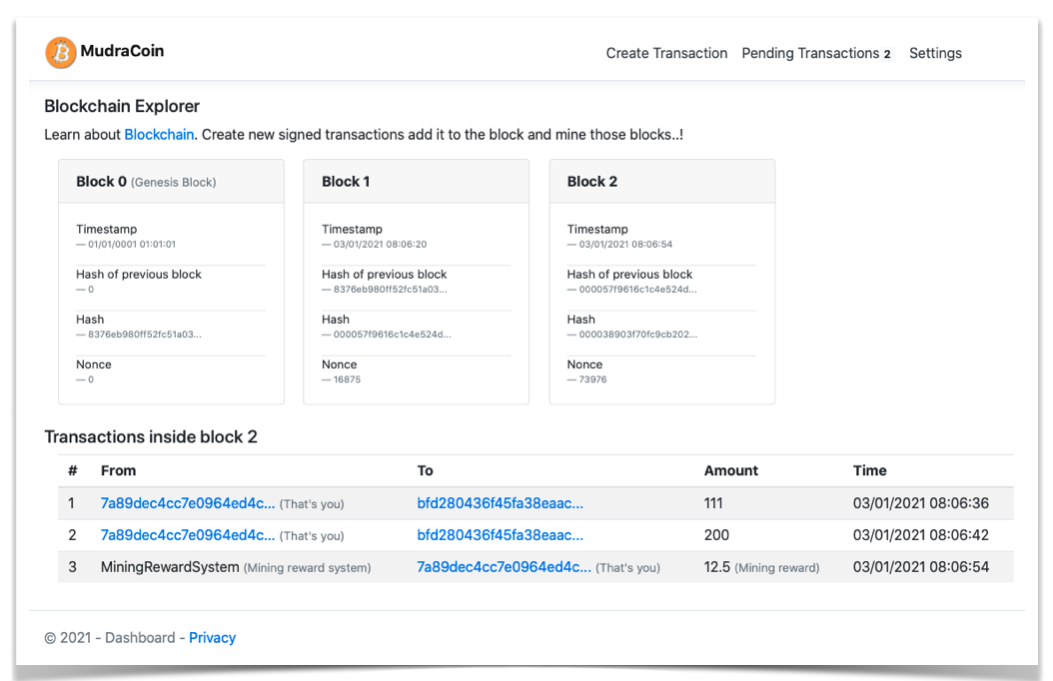 MudraCoin Create Transaction Pending Transactions 2 Settings
Blockchain Explorer
Learn about Blockchain. Create new signed transactions add it to the block and mine those blocks..!
Block 0 (Genesis Block)
Timestamp
— 01/01/0001 01:01:01
Hash of previous block
— 0
Hash
— 8376eb980ff52fc51a03...
Nonce
— 0
Block 1
Timestamp
— 03/01/2021 08:06:20
Hash of previous block
— 8376eb980ff52fc51a03...
Hash
— 000057f9616c1c4e524d...
Nonce
— 16875
Block 2
Timestamp
— 03/01/2021 08:06:54
Hash of previous block
— 000057f9616c1c4e524d...
Hash
— 000038903f70fc9cb202...
Nonce
— 73976
Transactions inside block 2
# From To Amount Time
1 7a89dec4cc7e0964ed4c... (That's you) bfd280436f45fa38eaac... 111 03/01/2021 08:06:36
2 7a89dec4cc7e0964ed4c... (That's you) bfd280436f45fa38eaac... 200 03/01/2021 08:06:42
3 MiningRewardSystem (Mining reward system) 7a89dec4cc7e0964ed4c... (That's you) 12.5 (Mining reward) 03/01/2021 08:06:54
© 2021 - Dashboard - Privacy